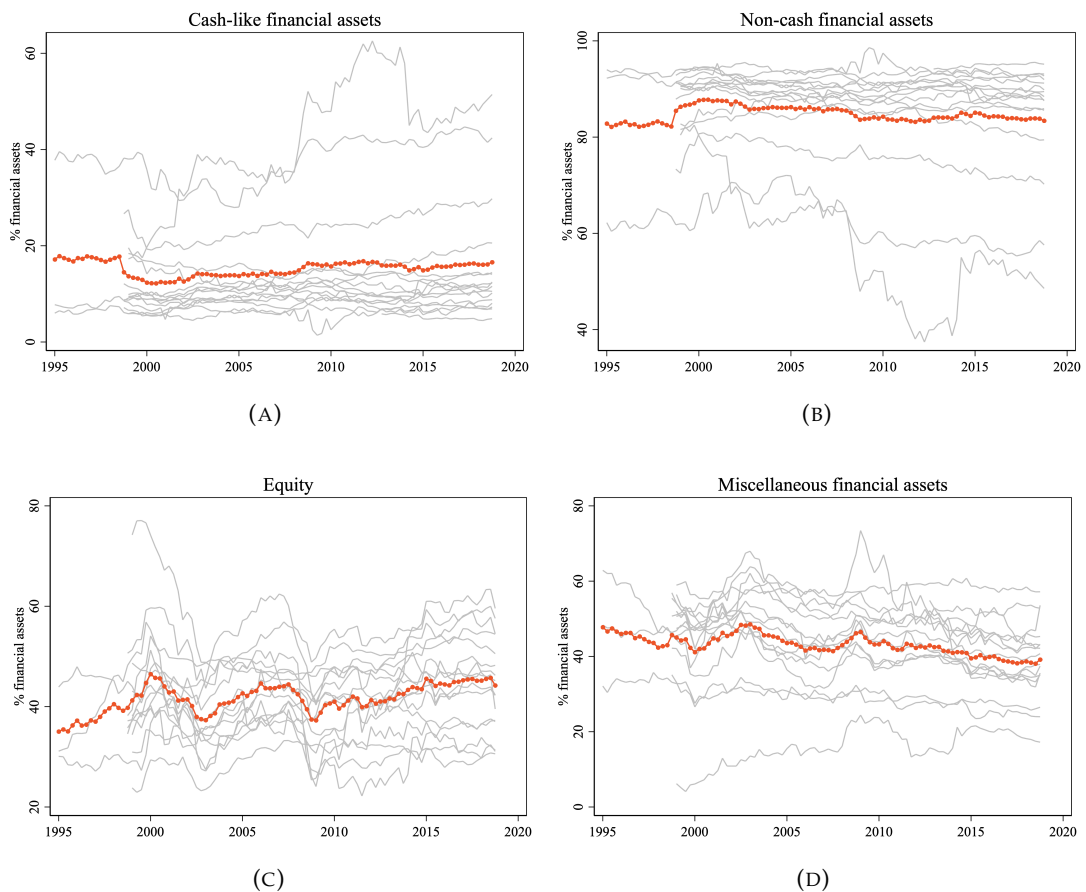 Cash-like financial assets
% financial assets
60
40
20
0
1995 2000 2005 2010 2015 2020
(A)
Non-cash financial assets
% financial assets
100
80
60
40
1995 2000 2005 2010 2015 2020
(B)
Equity
% financial assets
80
60
40
20
1995 2000 2005 2010 2015 2020
(C)
Miscellaneous financial assets
% financial assets
80
60
40
20
0
1995 2000 2005 2010 2015 2020
(D)